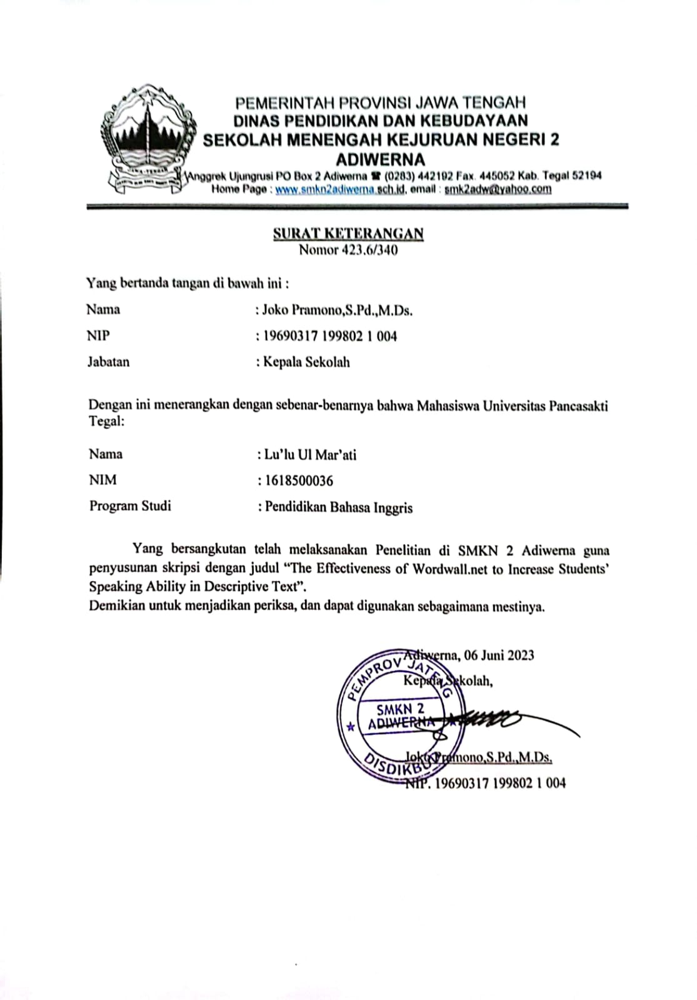 PEMERINTAH PROVINSI JAWA TENGAH
DINAS PENDIDIKAN DAN KEBUDAYAAN
SEKOLAH MENENGAH KEJURUAN NEGERI 2
ADIWERNA
Anggrek Ujungrusi PO Box 2 Adiwerna ☎ (0283) 442192 Fax. 445052 Kab. Tegal 52194
Home Page : www.smkn2adiwerna.sch.id, email : smk2adw@yahoo.com
JAWA-TENGAH
SURAT KETERANGAN
Nomor 423.6/340
Yang bertanda tangan di bawah ini :
Nama : Joko Pramono,S.Pd.,M.Ds.
NIP : 19690317 199802 1 004
Jabatan : Kepala Sekolah
Dengan ini menerangkan dengan sebenar-benarnya bahwa Mahasiswa Universitas Pancasakti
Tegal:
Nama : Lu’lu Ul Mar’ati
NIM : 1618500036
Program Studi : Pendidikan Bahasa Inggris
Yang bersangkutan telah melaksanakan Penelitian di SMKN 2 Adiwerna guna
penyusunan skripsi dengan judul “The Effectiveness of Wordwall.net to Increase Students’
Speaking Ability in Descriptive Text”.
Demikian untuk menjadikan periksa, dan dapat digunakan sebagaimana mestinya.
Adiwerna, 06 Juni 2023
Kepala Sekolah,
PEMPROV JATENG
SMKN 2
ADIWERNA
DISDIKBUD
Joko Pramono,S.Pd.,M.Ds.
NIP. 19690317 199802 1 004